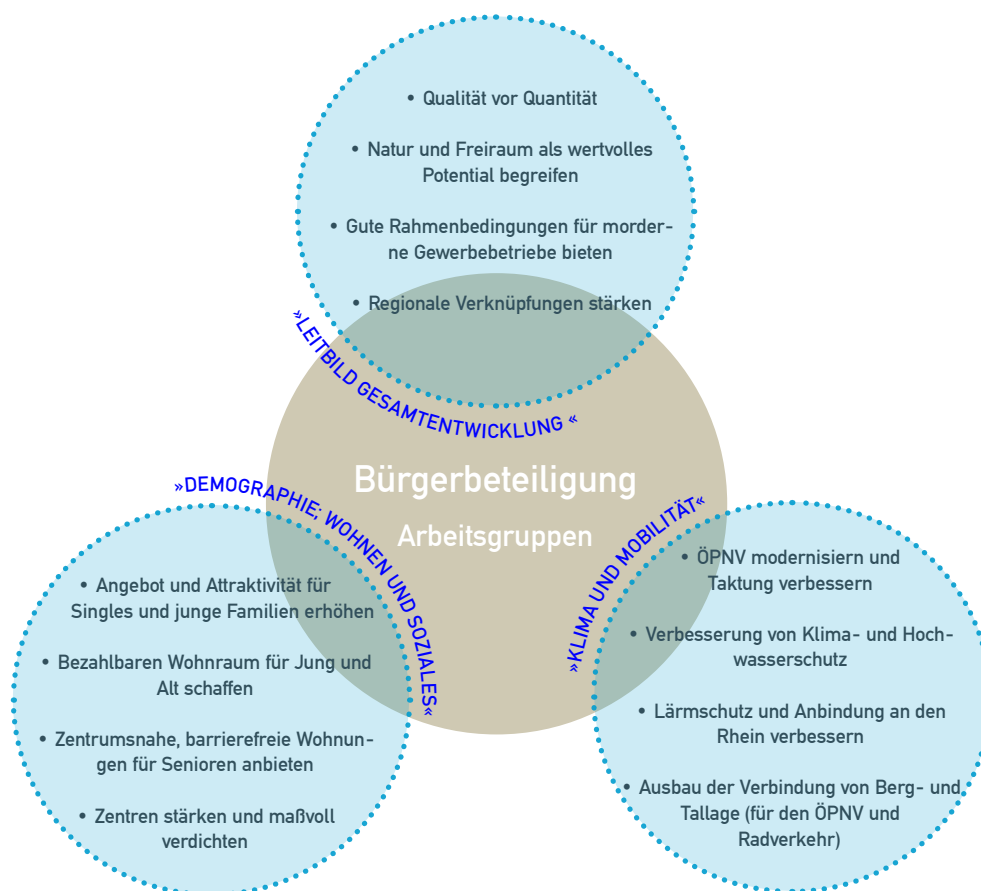 • Qualität vor Quantität
• Natur und Freiraum als wertvolles
Potential begreifen
• Gute Rahmenbedingungen für morder-
ne Gewerbebetriebe bieten
• Regionale Verknüpfungen stärken
»LEITBILD GESAMTENTWICKLUNG «
Bürgerbeteiligung
Arbeitsgruppen
»DEMOGRAPHIE; WOHNEN UND SOZIALES«
• Angebot und Attraktivität für
Singles und junge Familien erhöhen
• Bezahlbaren Wohnraum für Jung und
Alt schaffen
• Zentrumsnahe, barrierefreie Wohnun-
gen für Senioren anbieten
• Zentren stärken und maßvoll
verdichten
»KLIMA UND MOBILITÄT«
• ÖPNV modernisiern und
Taktung verbessern
• Verbesserung von Klima- und Hoch-
wasserschutz
• Lärmschutz und Anbindung an den
Rhein verbessern
• Ausbau der Verbindung von Berg- und
Tallage (für den ÖPNV und
Radverkehr)